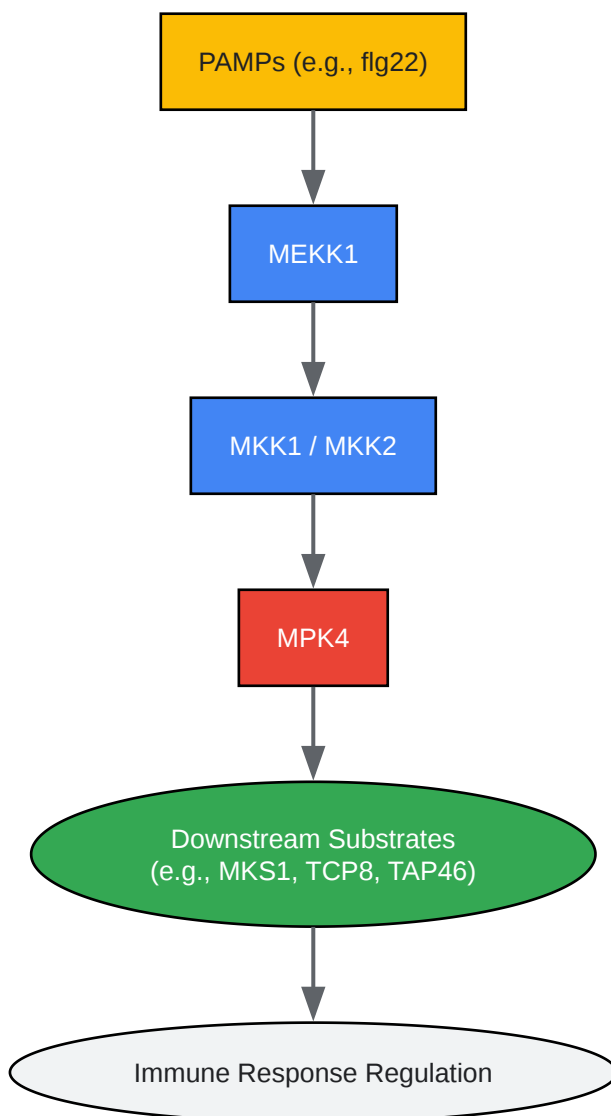 PAMPs (e.g., flg22)
MEKK1
MKK1 / MKK2
MPK4
Downstream Substrates
(e.g., MKS1, TCP8, TAP46)
Immune Response Regulation